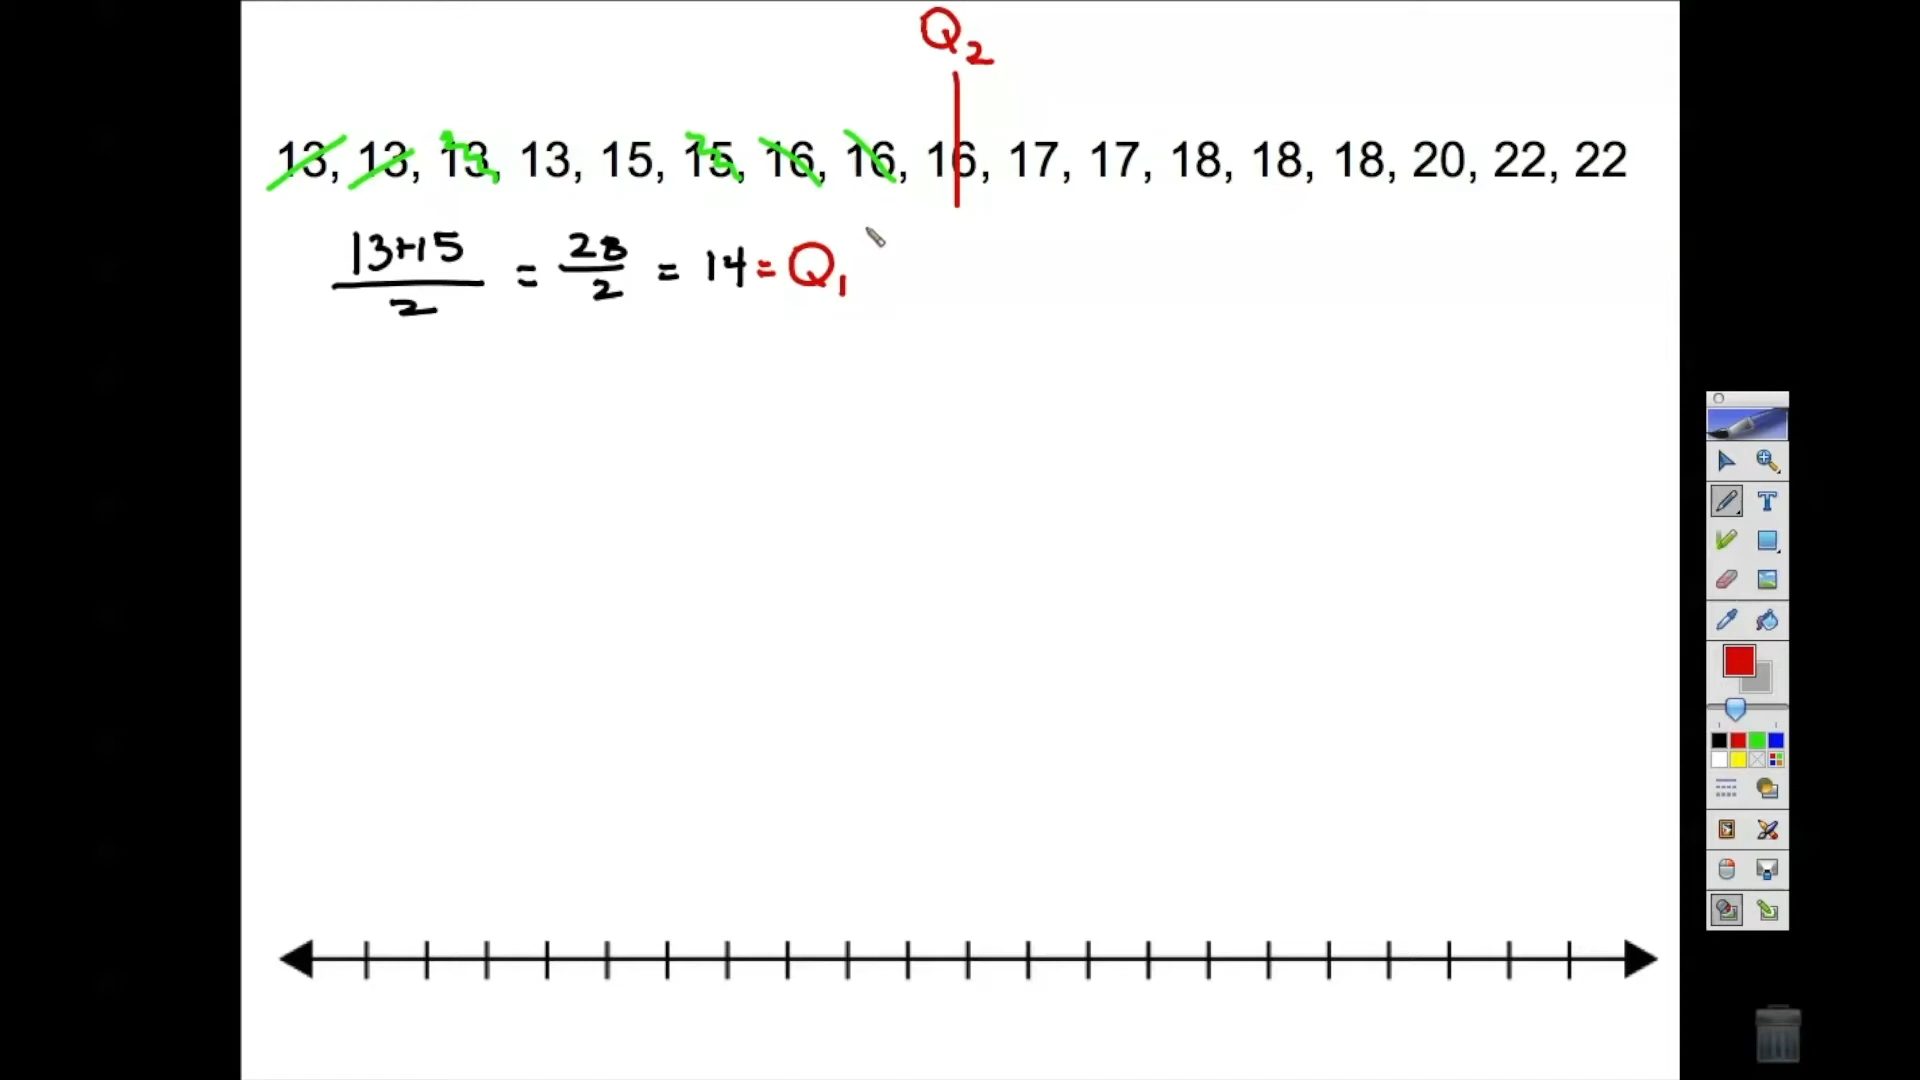 Q2
13, 13, 13, 13, 15, 15, 16, 16, 16, 17, 17, 18, 18, 18, 20, 22, 22
13+15
2
=
28
2
= 14 = Q1
T